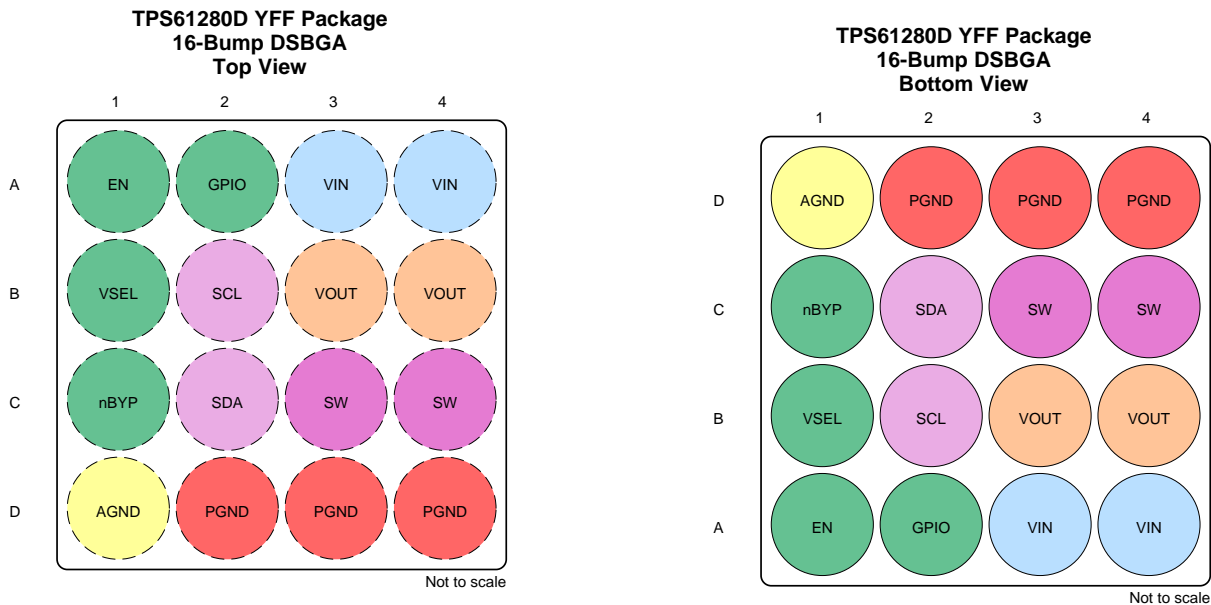 TPS61280D YFF Package
16-Bump DSBGA
Top View
1 2 3 4
A EN GPIO VIN VIN
B VSEL SCL VOUT VOUT
C nBYP SDA SW SW
D AGND PGND PGND PGND
Not to scale
TPS61280D YFF Package
16-Bump DSBGA
Bottom View
1 2 3 4
D AGND PGND PGND PGND
C nBYP SDA SW SW
B VSEL SCL VOUT VOUT
A EN GPIO VIN VIN
Not to scale